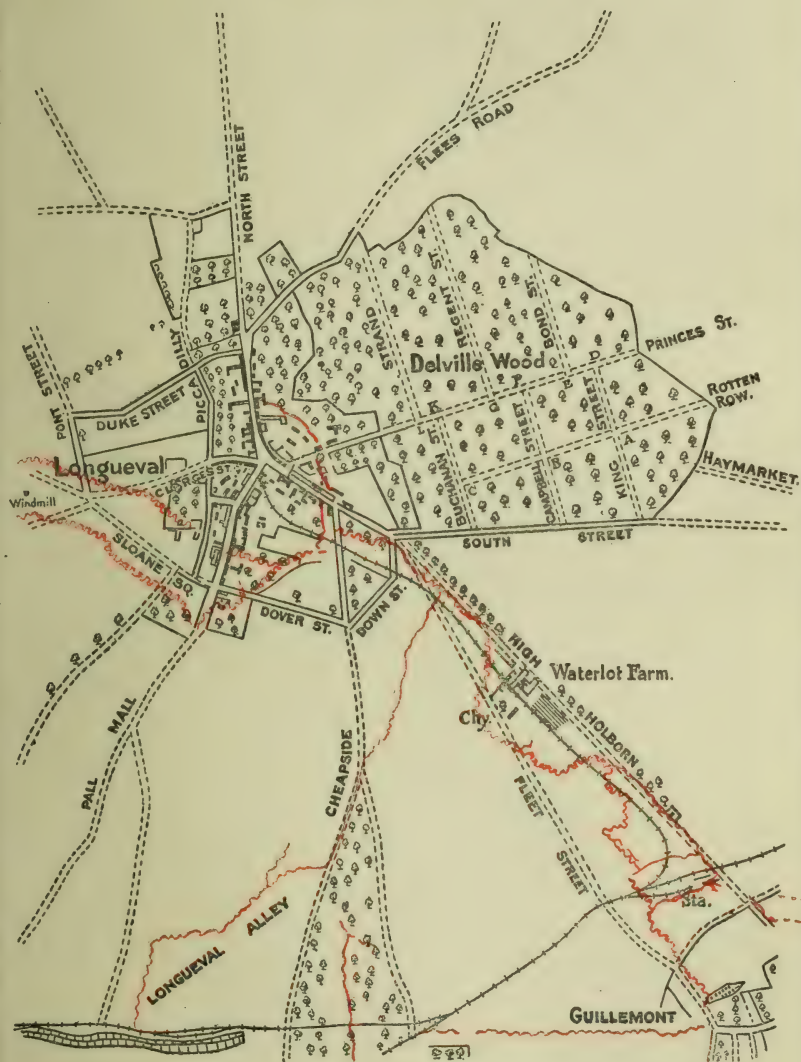 FLEES ROAD
NORTH STREET
STRAND
REGENT ST.
BOND ST.
PRINCES ST.
ROTTEN
ROW.
HAYMARKET.
Delville Wood
PICCA
DILLY
DUKE STREET
PONT STREET
Longueval
Windmill
SLOANE SQ.
K
L
D
F
E
D
C
B
A
BUCHANAN ST.
CAMPBELL STREET
KING STREET
SOUTH STREET
DOVER ST.
DOWN ST.
HIGH HOLBORN
Waterlot Farm.
Chy
PALL MALL
CHEAPSIDE
FLEET STREET
Sta.
LONGUEVAL ALLEY
GUILLEMONT